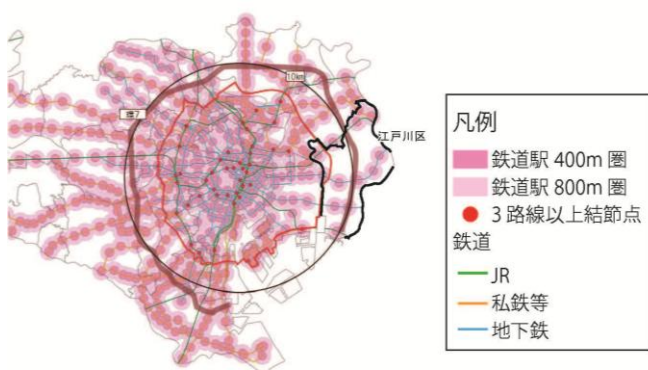 10km
環7
江戸川区
凡例
鉄道駅 400m 圏
鉄道駅 800m 圏
3 路線以上結節点
鉄道
JR
私鉄等
地下鉄